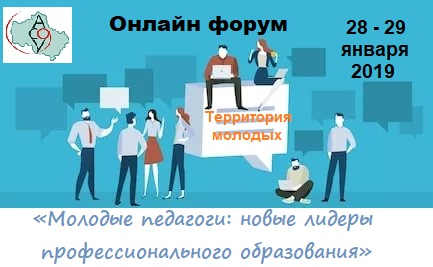 Онлайн форум
28 - 29
января
2019
Территория
молодых
«Молодые педагоги: новые лидеры
профессионального образования»